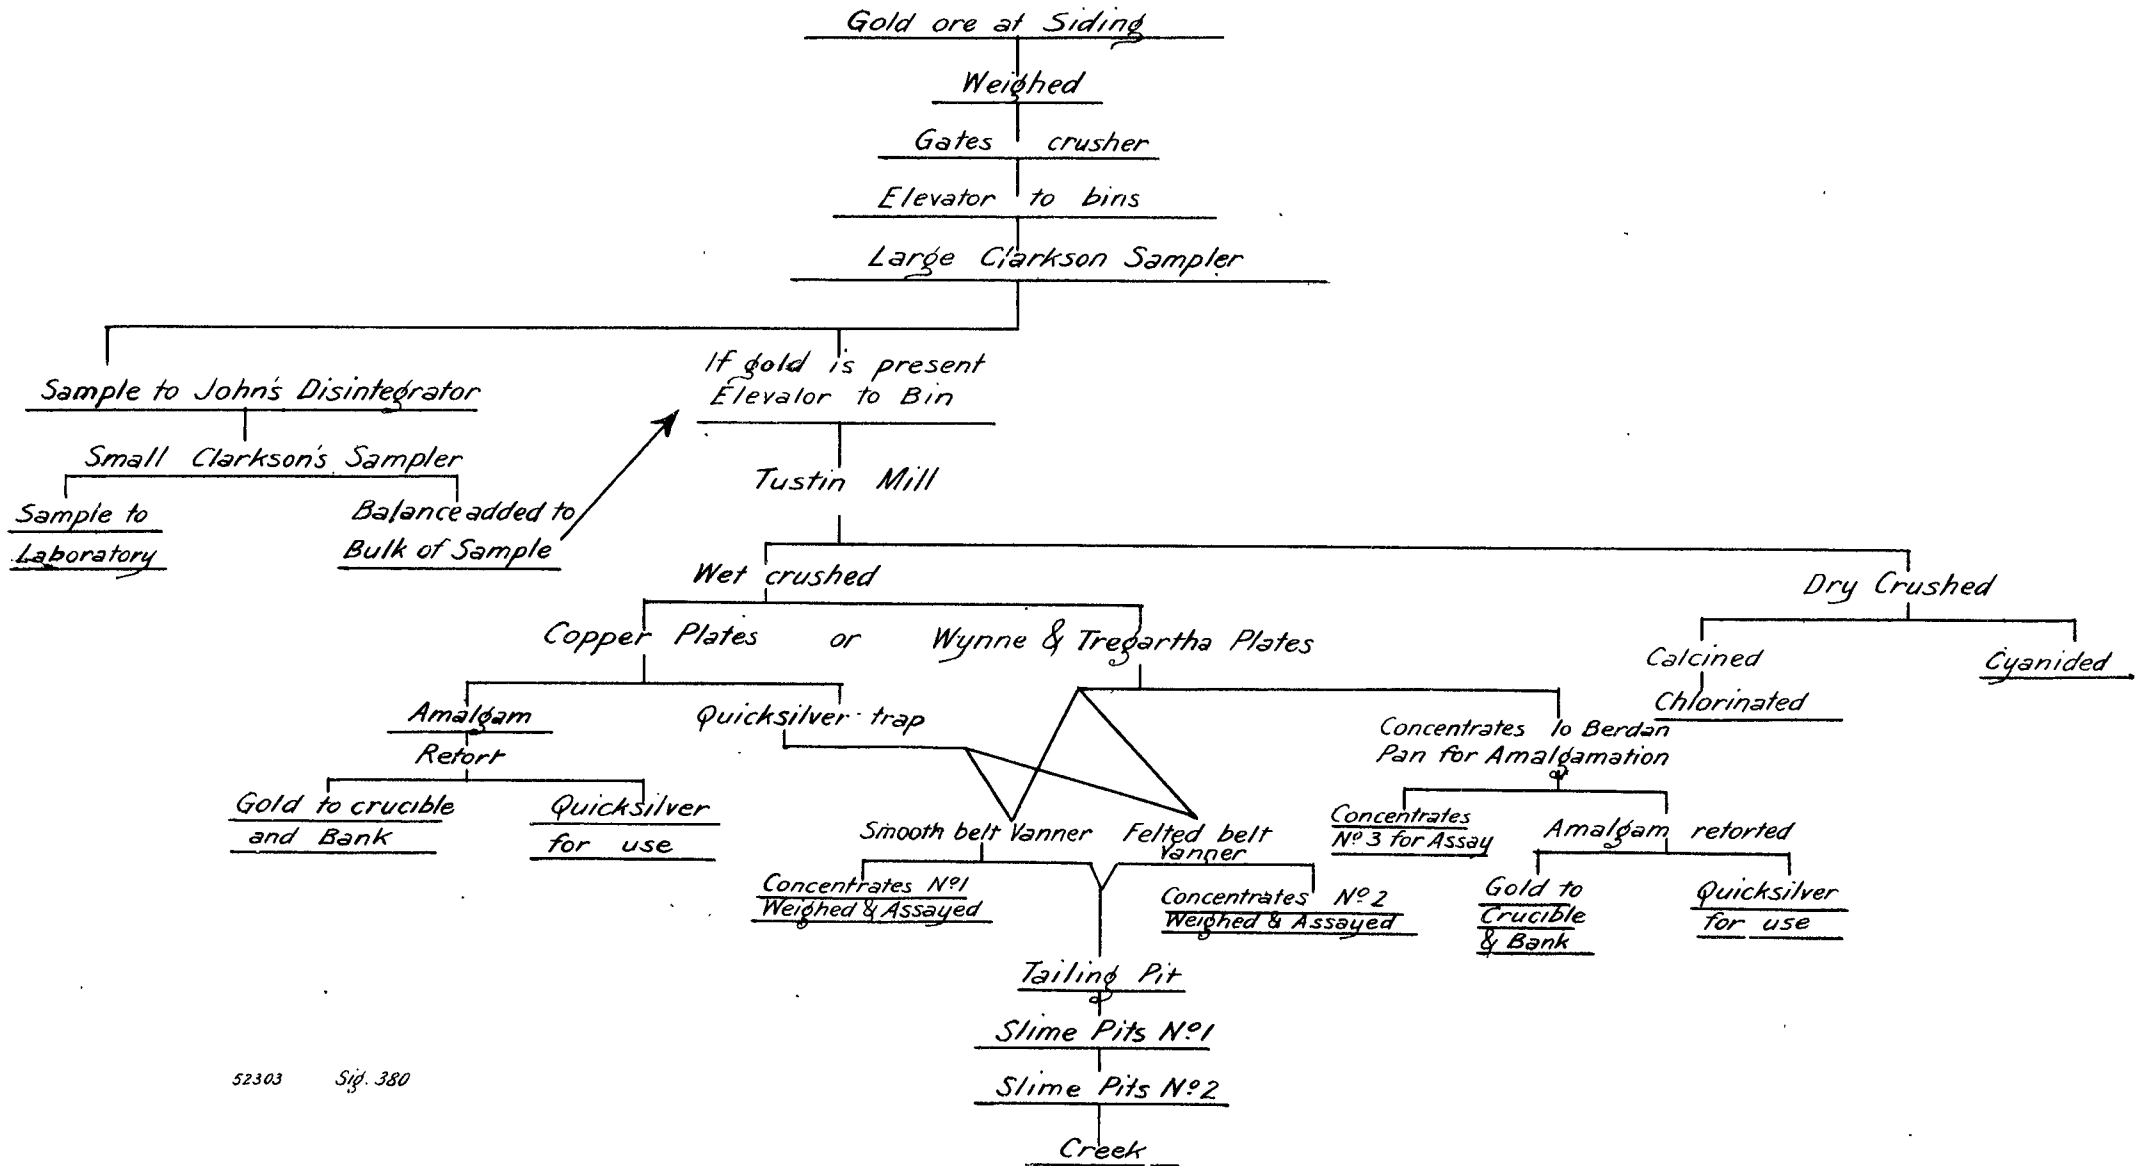 Gold ore at Siding
Weighed
Gates crusher
Elevator to bins
Large Clarkson Sampler
If gold is present
Elevator to Bin
Sample to John's Disintegrator
Small Clarkson's Sampler
Sample to
Laboratory
Balance added to
Bulk of Sample
Tustin Mill
Wet crushed
Dry Crushed
Copper Plates or Wynne & Tregartha Plates
Calcined
Chlorinated
Cyanided
Amalgam
Retort
Quicksilver trap
Concentrates to Berdan
Pan for Amalgamation
Gold to crucible
and Bank
Quicksilver
for use
Smooth belt Vanner
Felted belt
Vanner
Concentrates
Nº 3 for Assay
Amalgam retorted
Concentrates Nº1
Weighed & Assayed
Concentrates Nº 2
Weighed & Assayed
Gold to
Crucible
& Bank
Quicksilver
for use
Tailing Pit
Slime Pits Nº1
Slime Pits Nº2
Creek
52303 Sig. 380